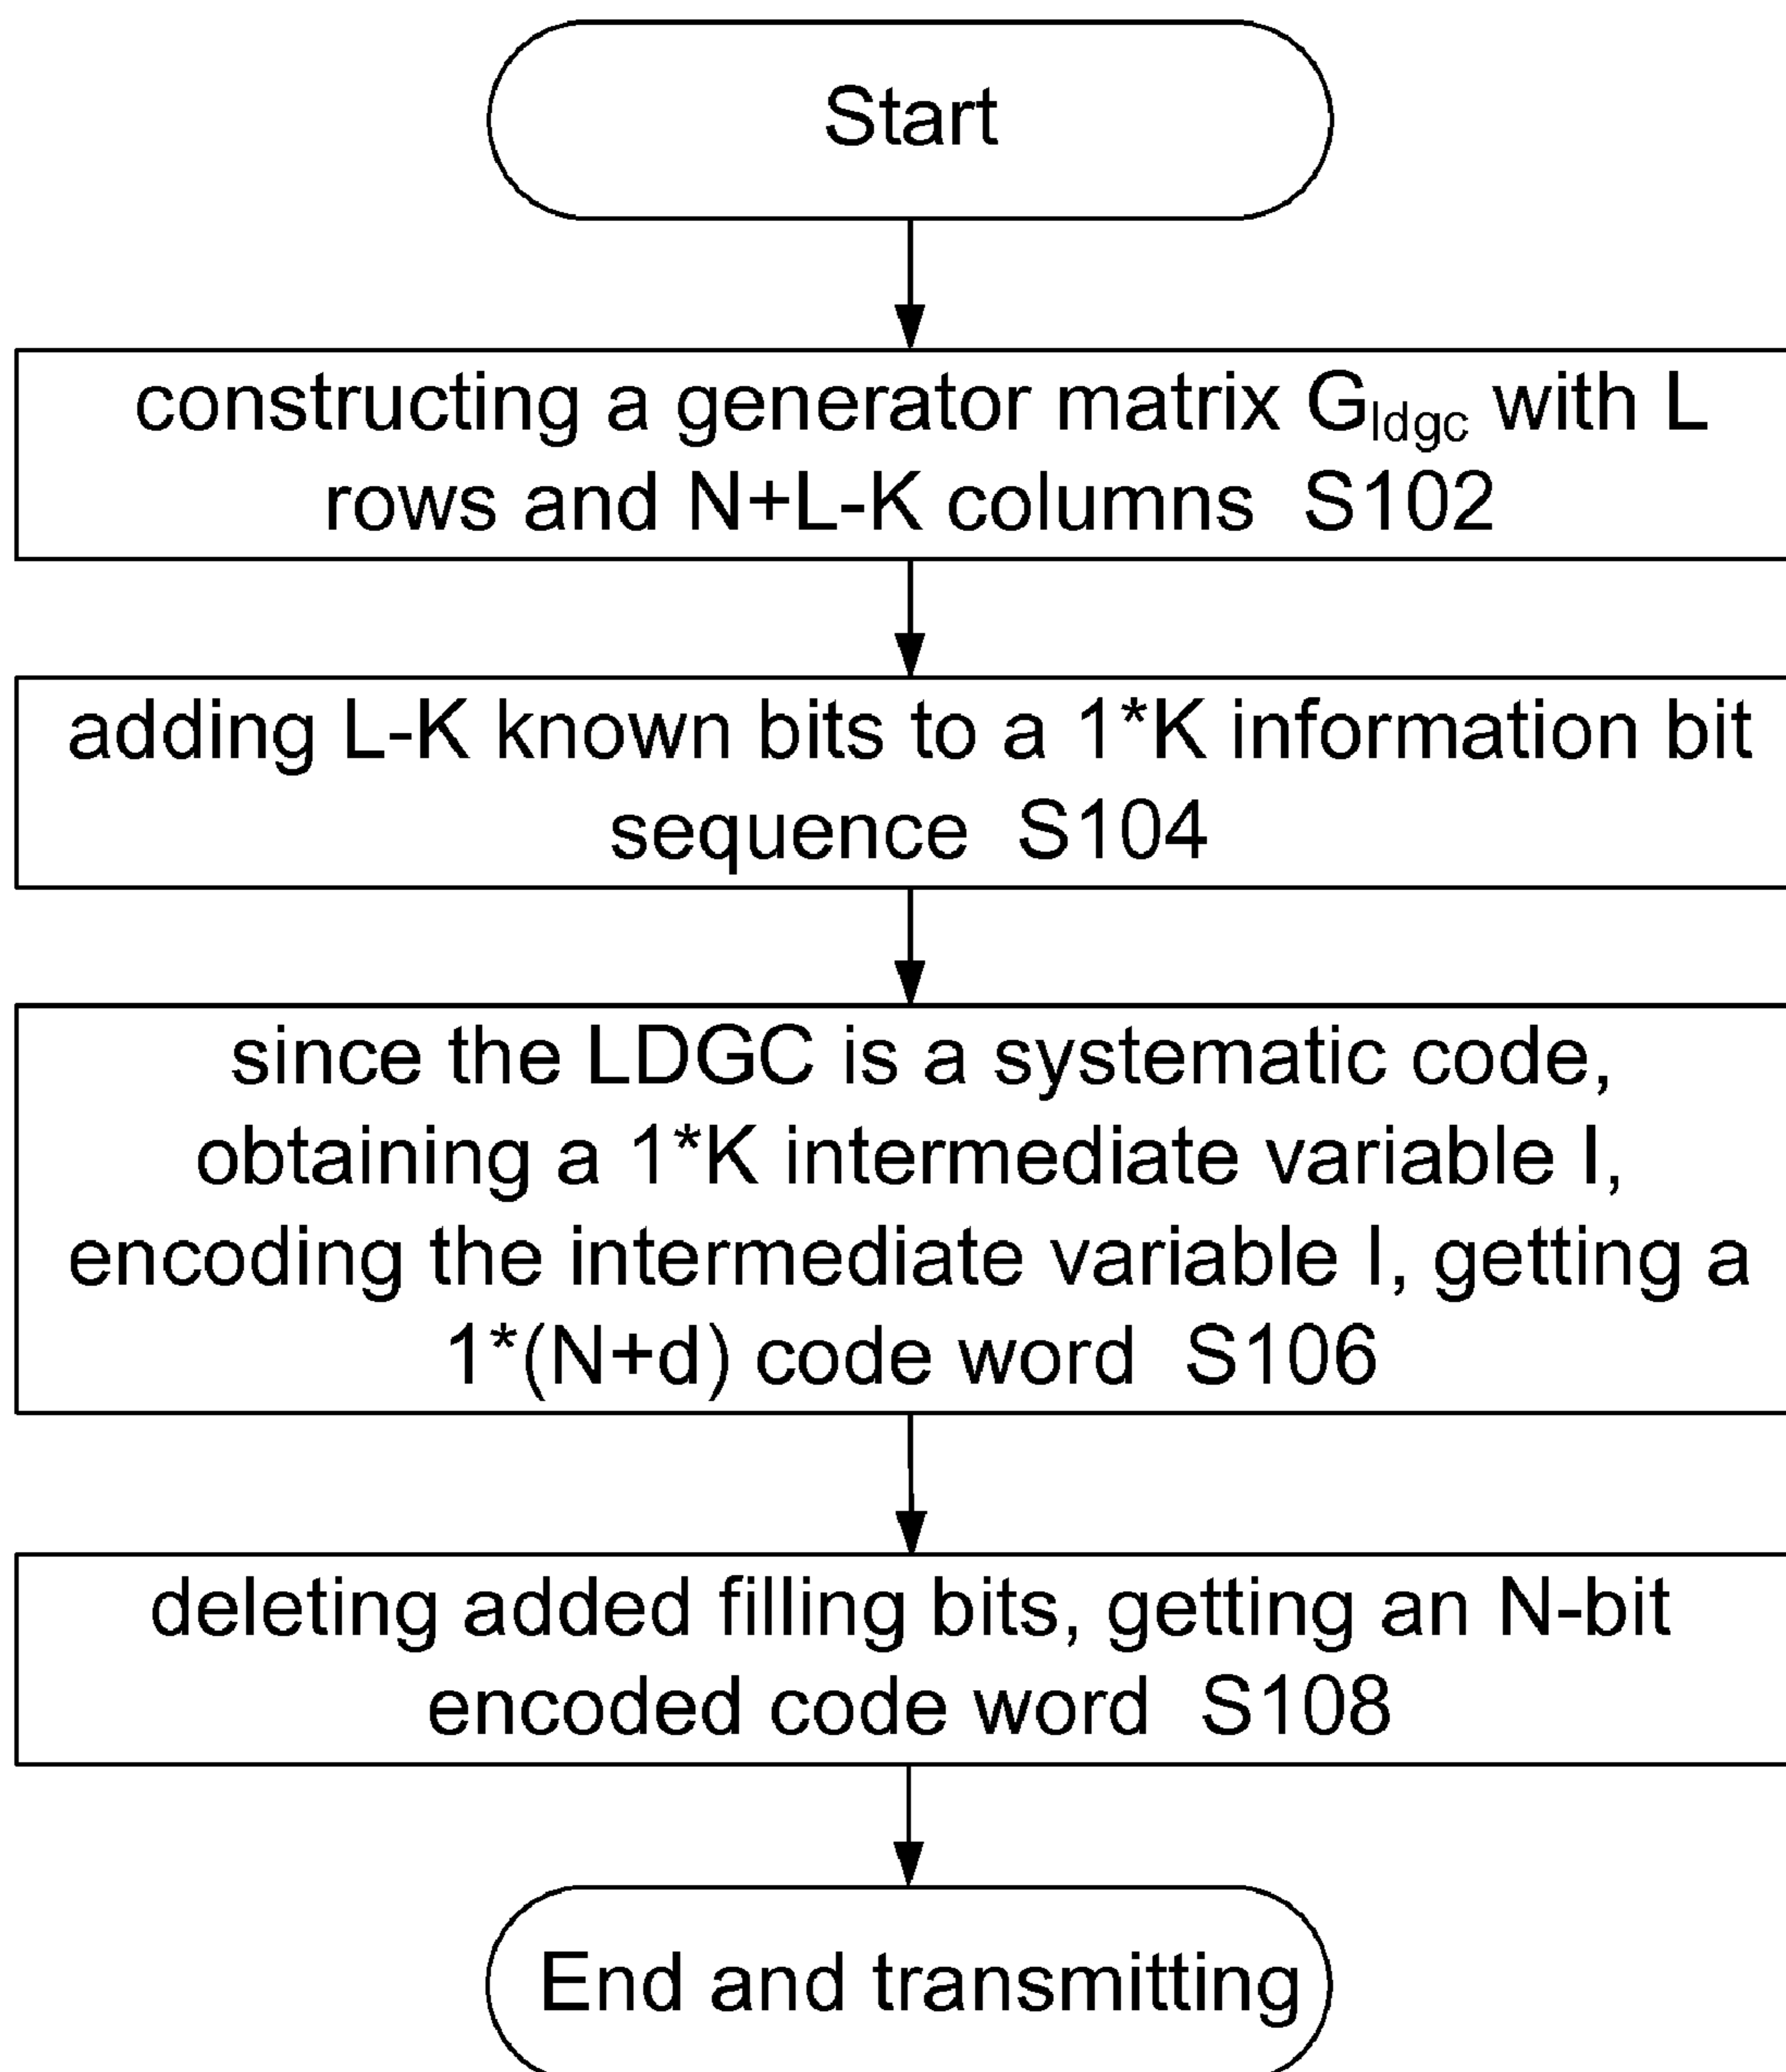 Start
constructing a generator matrix Gldgc with L
rows and N+L-K columns S102
adding L-K known bits to a 1*K information bit
sequence S104
since the LDGC is a systematic code,
obtaining a 1*K intermediate variable I,
encoding the intermediate variable I, getting a
1*(N+d) code word S106
deleting added filling bits, getting an N-bit
encoded code word S108
End and transmitting